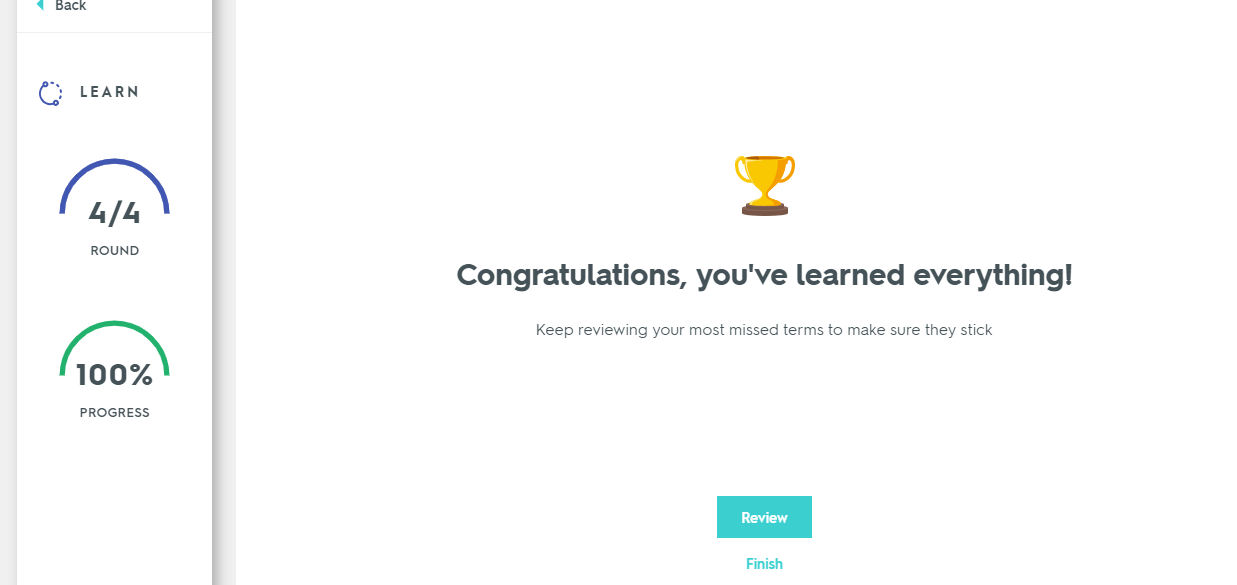 Back
LEARN
4/4
ROUND
100%
PROGRESS
Congratulations, you've learned everything!
Keep reviewing your most missed terms to make sure they stick
Review
Finish